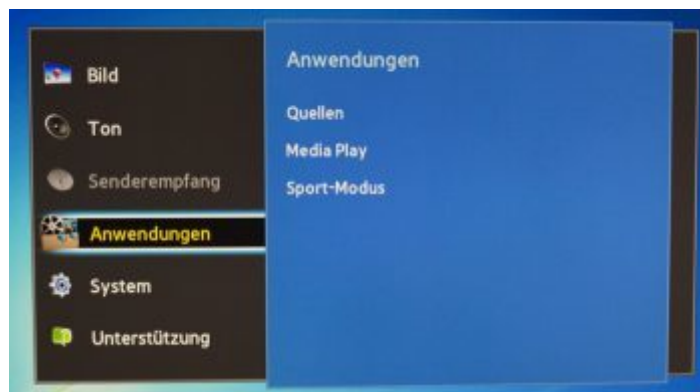 Bild
Ton
Senderempfang
Anwendungen
System
Unterstützung
Anwendungen
Quellen
Media Play
Sport-Modus